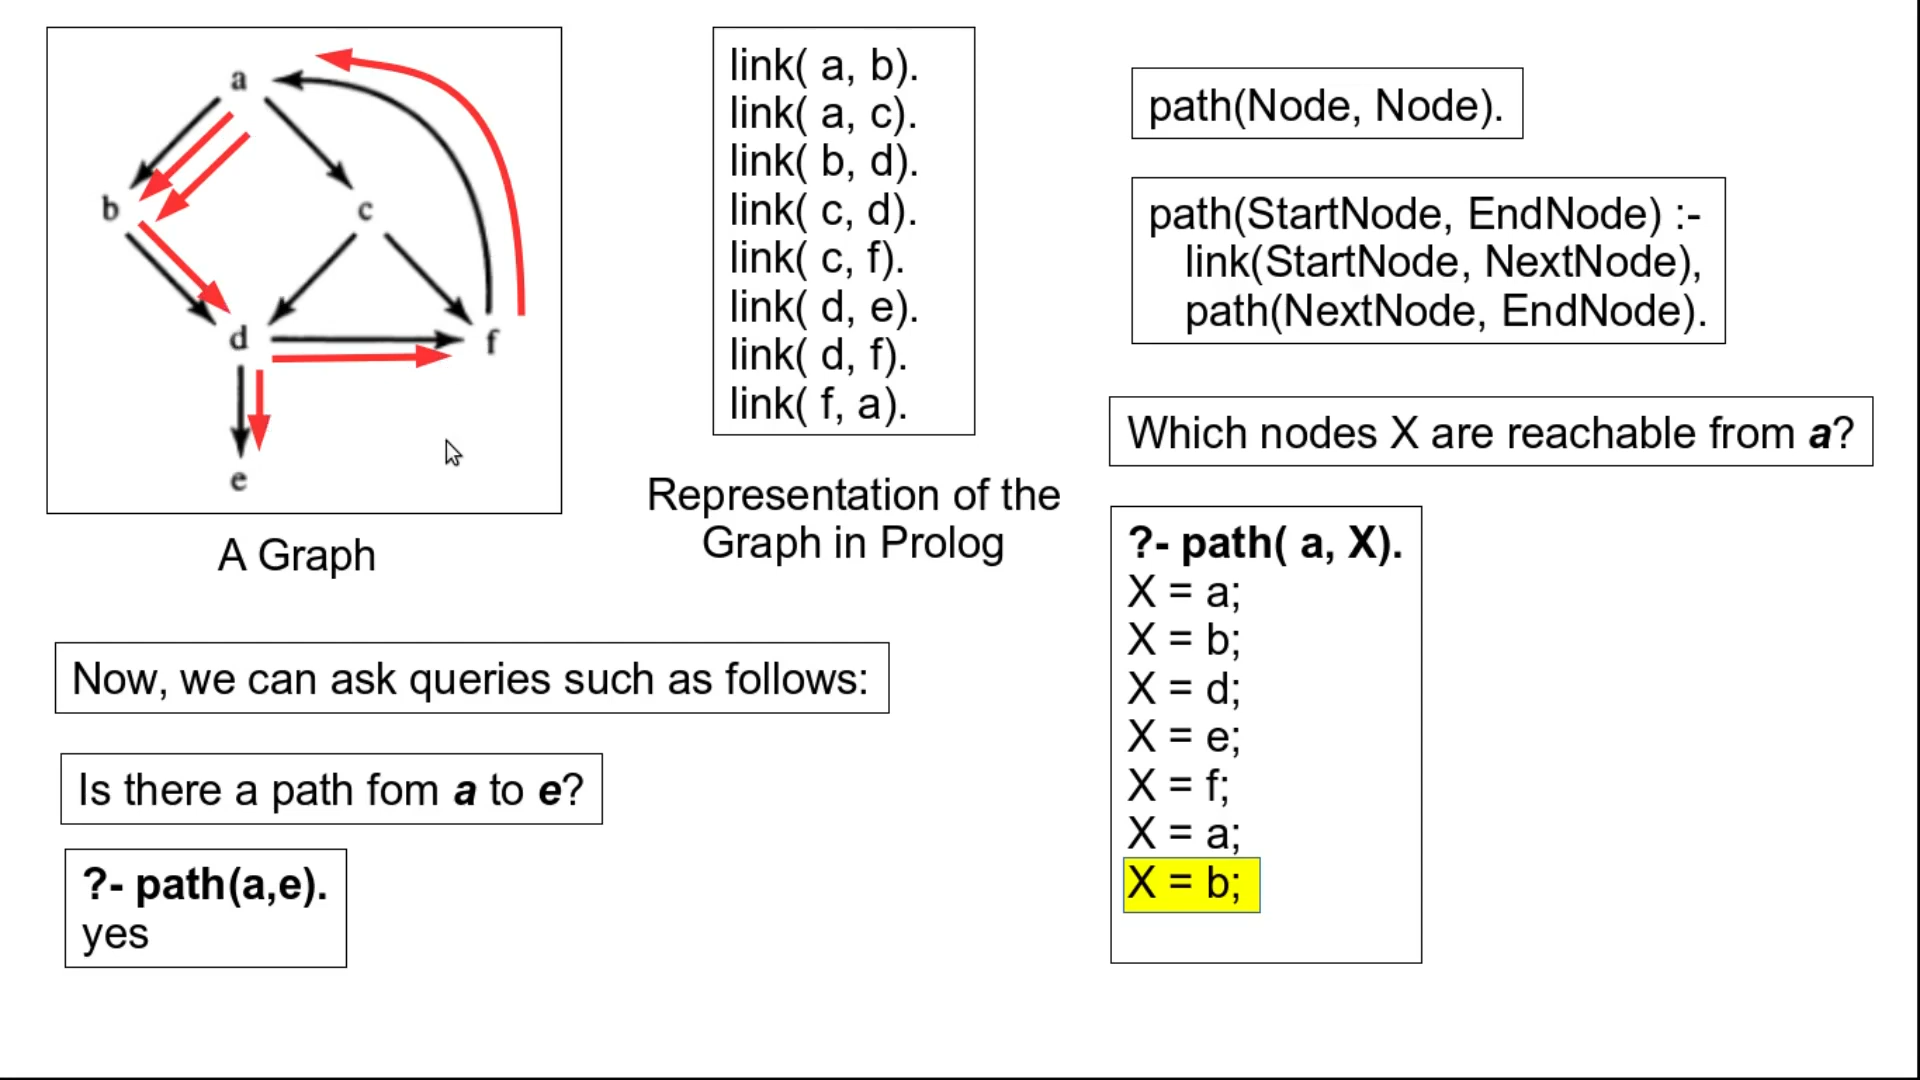 a
b
c
d
f
e
A Graph
link( a, b).
link( a, c).
link( b, d).
link( c, d).
link( c, f).
link( d, e).
link( d, f).
link( f, a).
Representation of the
Graph in Prolog
path(Node, Node).
path(StartNode, EndNode) :-
link(StartNode, NextNode),
path(NextNode, EndNode).
Now, we can ask queries such as follows:
Is there a path fom a to e?
?- path(a,e).
yes
Which nodes X are reachable from a?
?- path( a, X).
X = a;
X = b;
X = d;
X = e;
X = f;
X = a;
X = b;